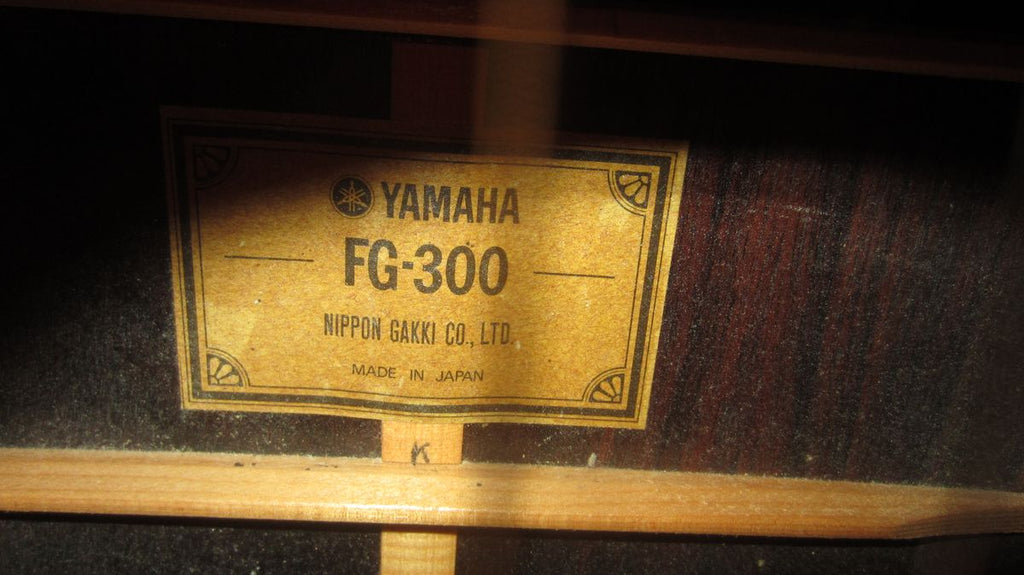 YAMAHA
FG-300
NIPPON GAKKI CO., LTD.
MADE IN JAPAN
K